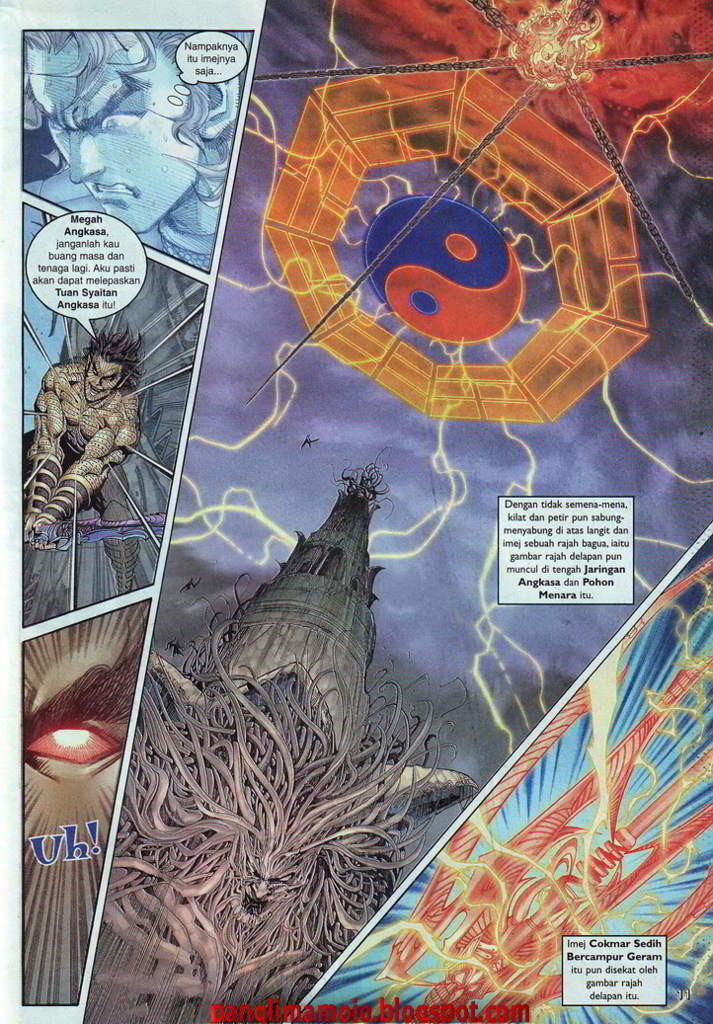 Nampaknya
itu imejnya
saja...
Megah
Angkasa,
janganlah kau
buang masa dan
tenaga lagi. Aku pasti
akan dapat melepaskan
Tuan Syaitan
Angkasa itu!
Uh!
Dengan tidak semena-mena,
kilat dan petir pun sabung-
menyabung di atas langit dan
imej sebuah rajah bagua, iaitu
gambar rajah delapan pun
muncul di tengah Jaringan
Angkasa dan Pohon
Menara itu.
Imej Cokmar Sedih
Bercampur Geram
itu pun disekat oleh
gambar rajah
delapan itu.
11
panglimamojo.blogspot.com